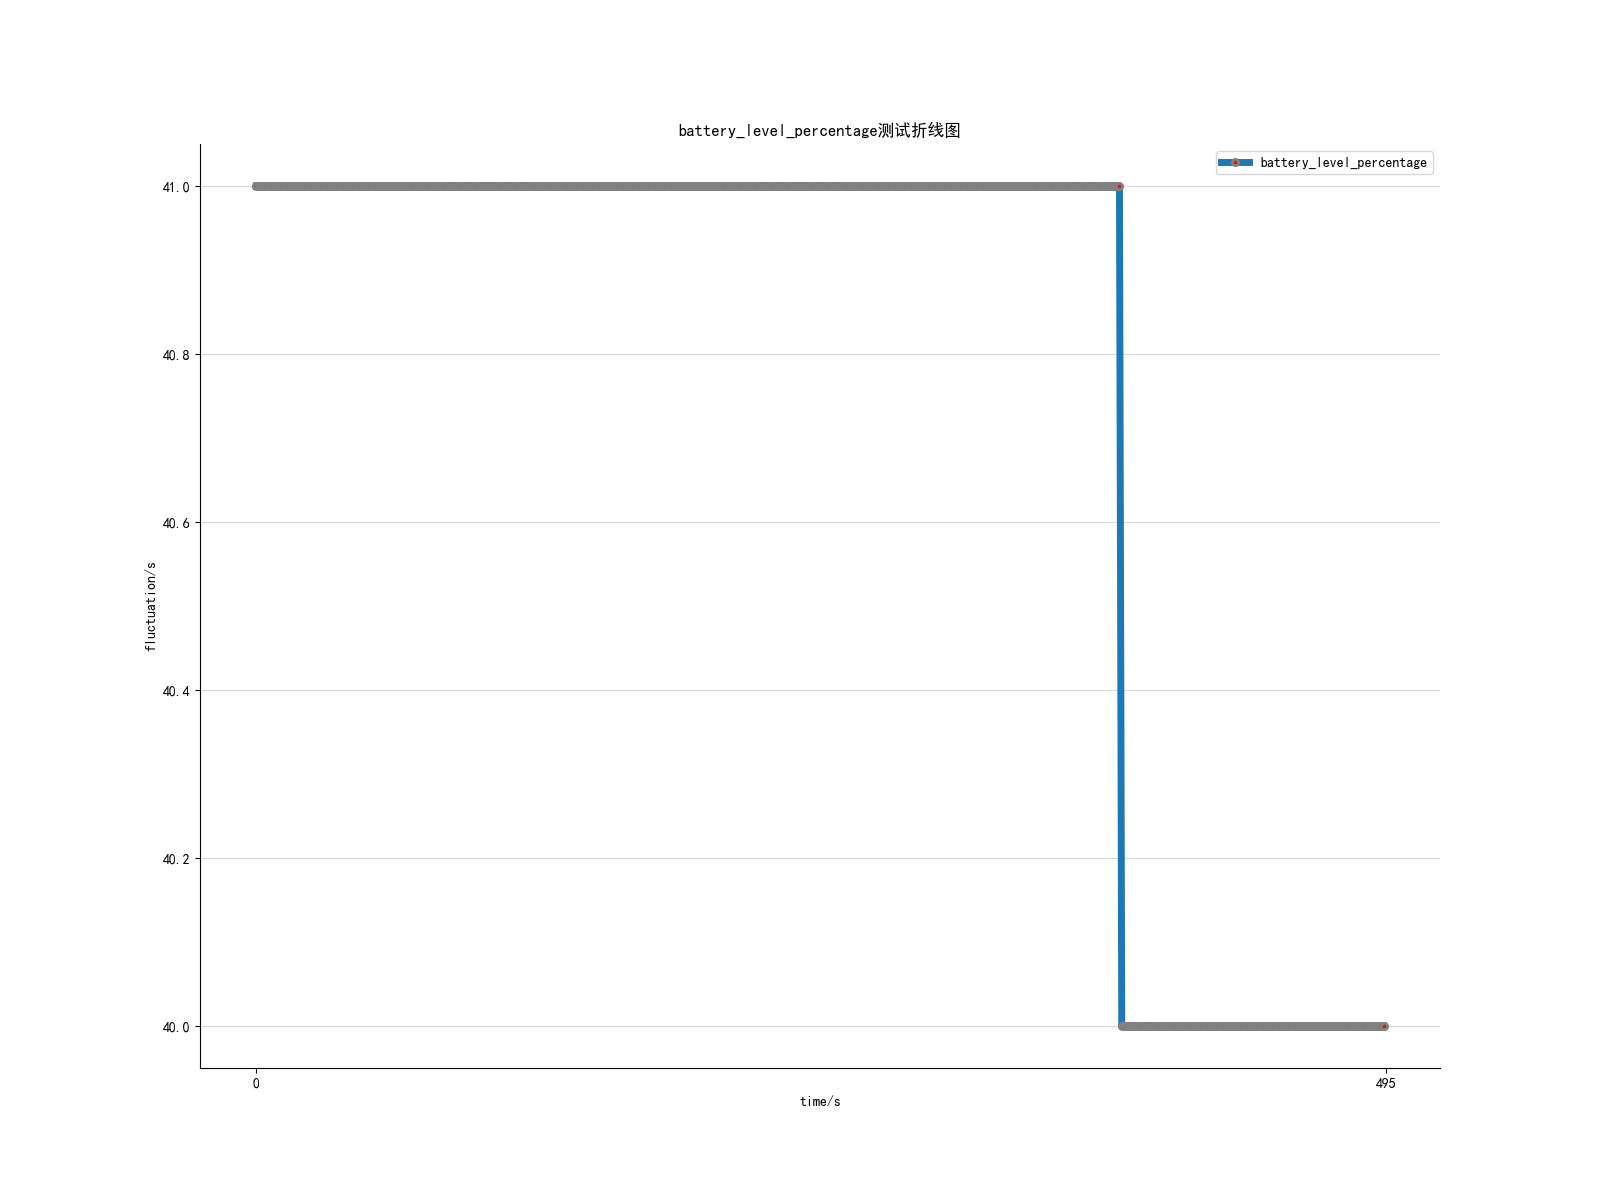 battery_level_percentage测试折线图
battery_level_percentage
41.0
40.8
40.6
40.4
40.2
40.0
fluctuation/s
0
495
time/s